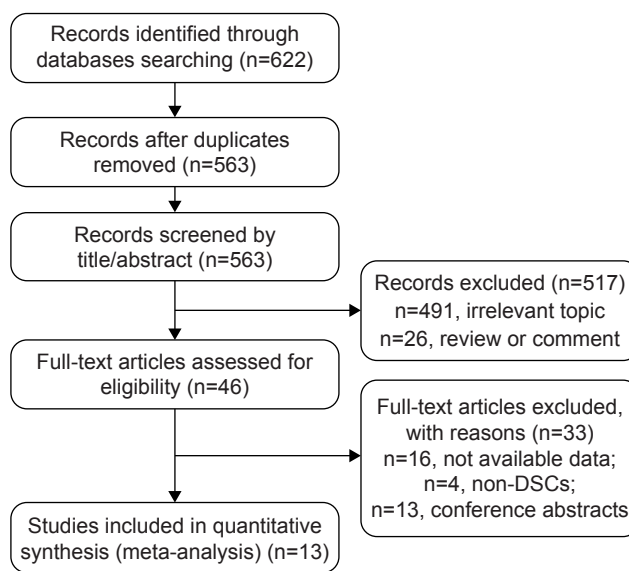 Records identified through
databases searching (n=622)
Records after duplicates
removed (n=563)
Records screened by
title/abstract (n=563)
Records excluded (n=517)
n=491, irrelevant topic
n=26, review or comment
Full-text articles assessed for
eligibility (n=46)
Full-text articles excluded,
with reasons (n=33)
n=16, not available data;
n=4, non-DSCs;
n=13, conference abstracts
Studies included in quantitative
synthesis (meta-analysis) (n=13)